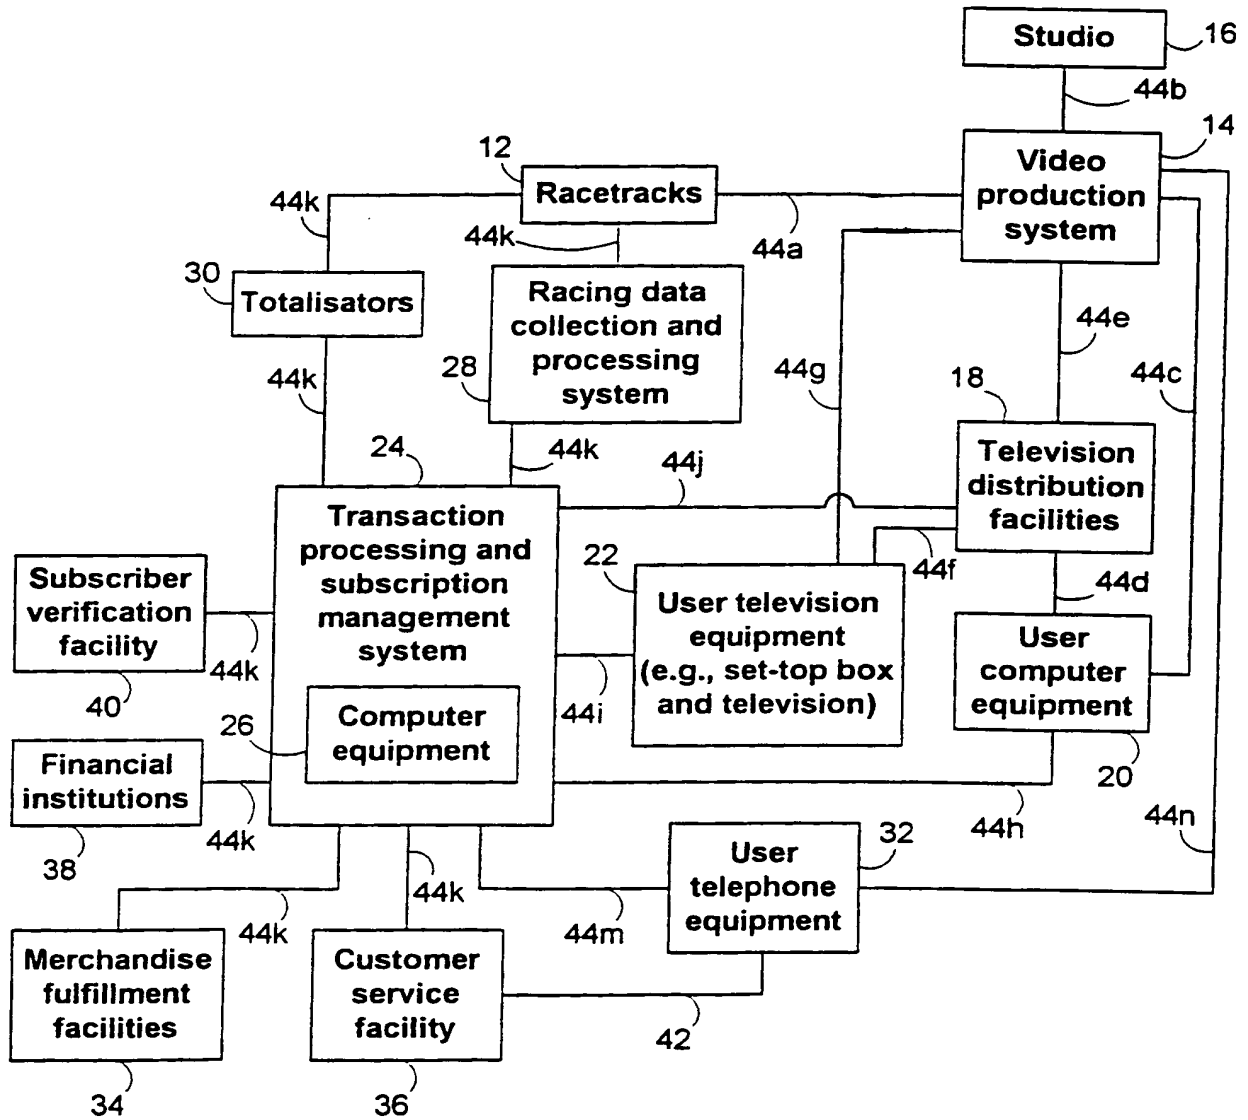 Studio
16
44b
14
12
Video
production
system
Racetracks
44k
44k
44a
30
Totalisators
Racing data
collection and
processing
system
44e
44g
44c
44k
28
18
24
44k
44j
Television
distribution
facilities
Transaction
processing and
subscription
management
system
22
44f
44d
Subscriber
verification
facility
User television
equipment
(e.g., set-top box
and television)
User
computer
equipment
44k
40
44i
26
Computer
equipment
Financial
institutions
20
44k
44h
44n
38
32
User
telephone
equipment
44k
44k
44m
Merchandise
fulfillment
facilities
Customer
service
facility
42
34
36